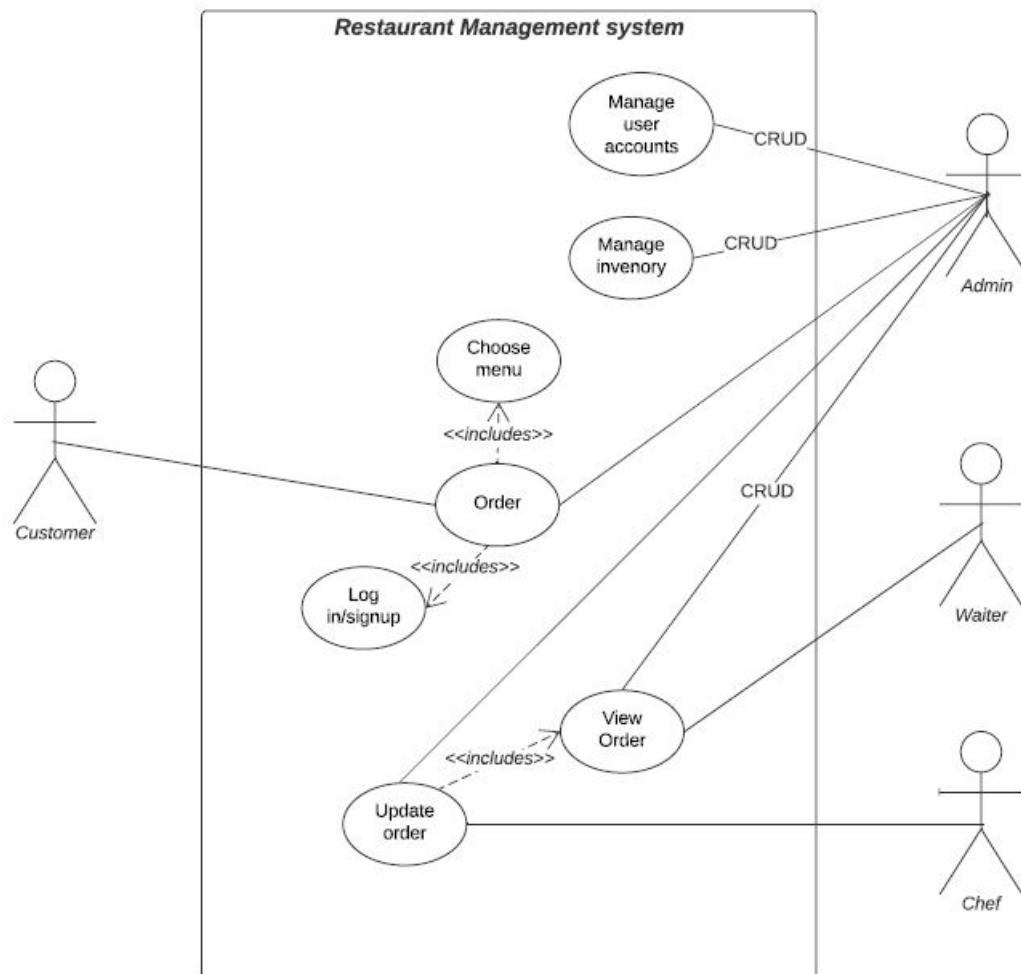 Restaurant Management system
Manage
user
accounts
CRUD
Manage
invenory
CRUD
Admin
Choose
menu
<<includes>>
Order
CRUD
Customer
<<includes>>
Log
in/signup
Waiter
View
Order
<<includes>>
Update
order
Chef